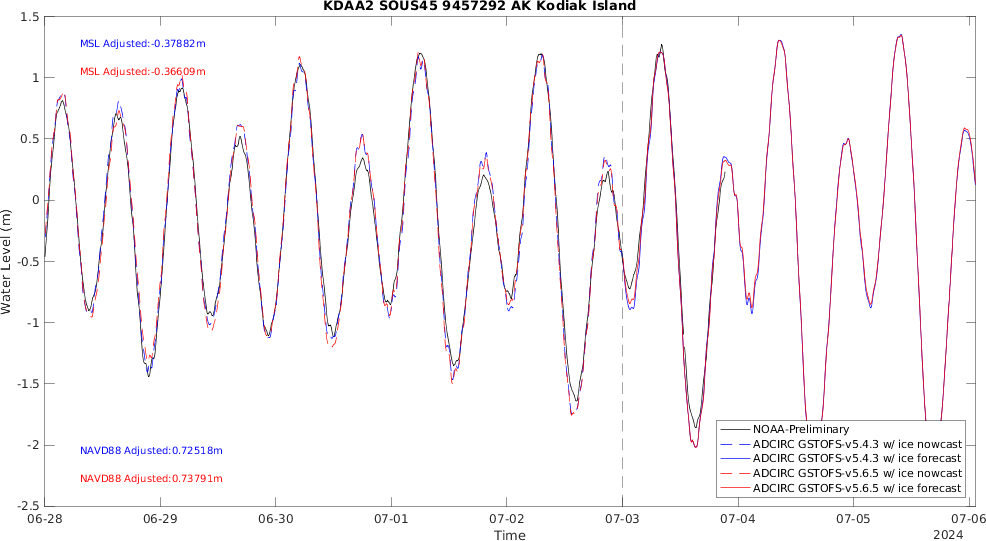 KDAA2 SOUS45 9457292 AK Kodiak Island
1.5
1
0.5
0
-0.5
-1
-1.5
-2
-2.5
Water Level (m)
MSL Adjusted:-0.37882m
MSL Adjusted:-0.36609m
NAVD88 Adjusted:0.72518m
NAVD88 Adjusted:0.73791m
NOAA-Preliminary
ADCIRC GSTOFS-v5.4.3 w/ ice nowcast
ADCIRC GSTOFS-v5.4.3 w/ ice forecast
ADCIRC GSTOFS-v5.6.5 w/ ice nowcast
ADCIRC GSTOFS-v5.6.5 w/ ice forecast
06-28 06-29 06-30 07-01 07-02 07-03 07-04 07-05 07-06
Time
2024